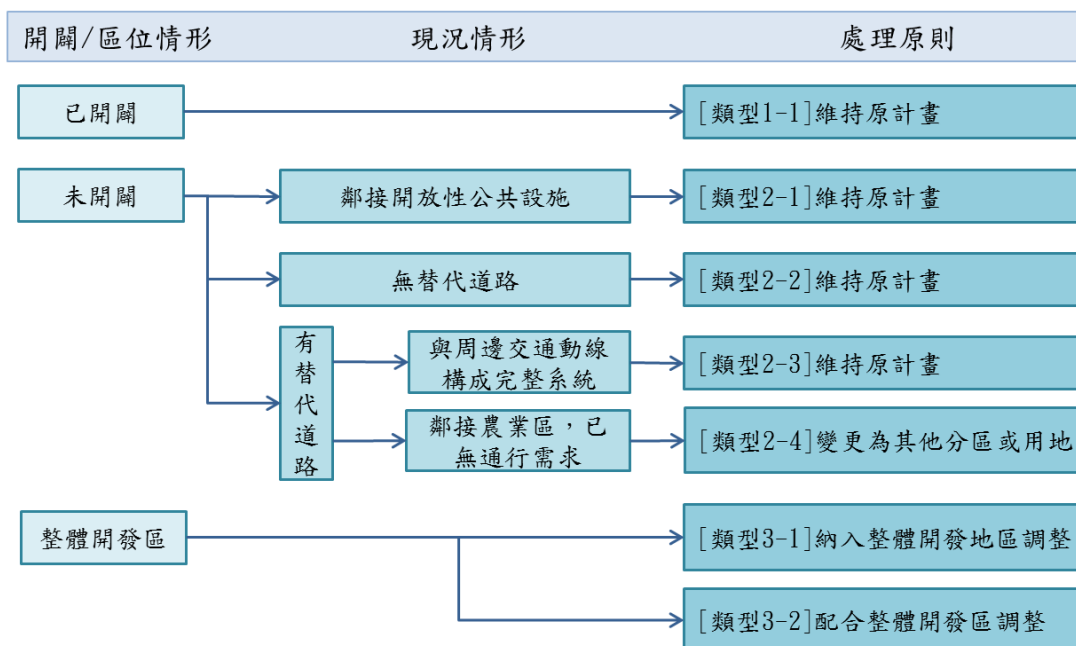 開闢/區位情形
現況情形
處理原則
已開闢
[類型1-1]維持原計畫
未開闢
鄰接開放性公共設施
[類型2-1]維持原計畫
無替代道路
[類型2-2]維持原計畫
有替代道路
與周邊交通動線
構成完整系統
[類型2-3]維持原計畫
鄰接農業區，已
無通行需求
[類型2-4]變更為其他分區或用地
整體開發區
[類型3-1]納入整體開發地區調整
[類型3-2]配合整體開發區調整